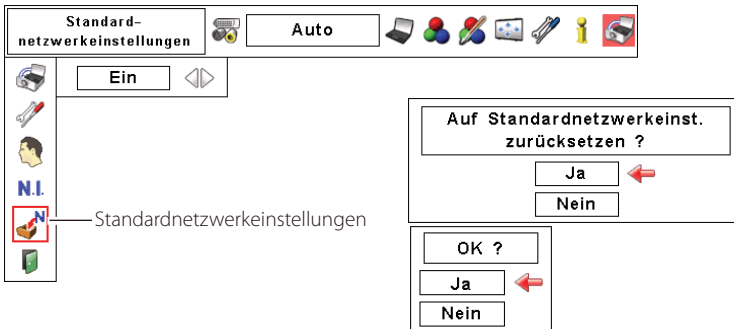 Standard–
netzwerkeinstellungen
Auto
Ein
N.I.
N
Standardnetzwerkeinstellungen
Auf Standardnetzwerkeinst.
zurücksetzen ?
Ja
Nein
OK ?
Ja
Nein